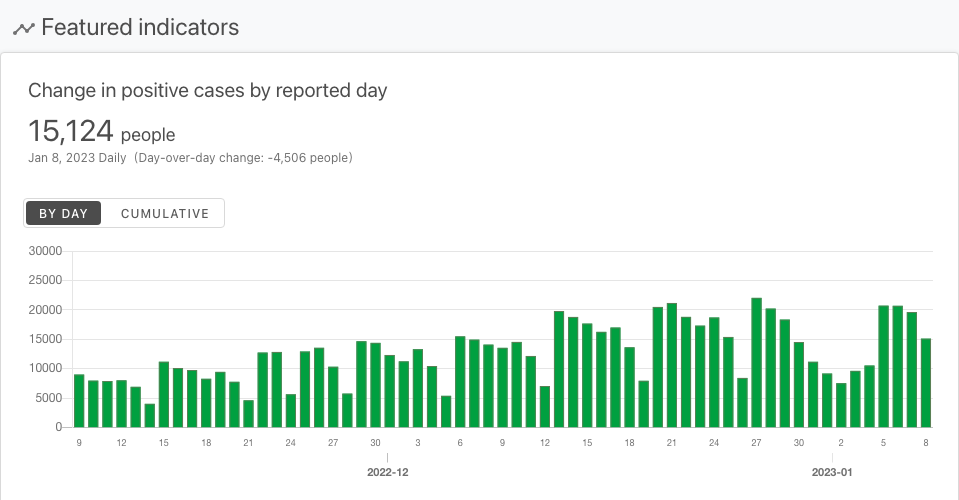 Featured indicators
Change in positive cases by reported day
15,124 people
Jan 8, 2023 Daily (Day-over-day change: -4,506 people)
BY DAY CUMULATIVE
30000
25000
20000
15000
10000
5000
0
9 12 15 18 21 24 27 30 3 6 9 12 15 18 21 24 27 30 2 5 8
2022-12 2023-01